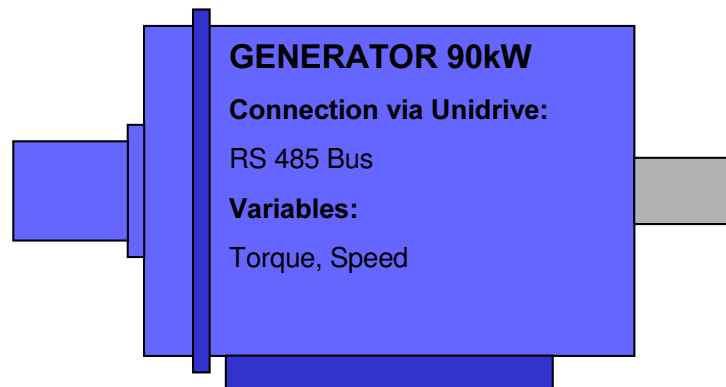 GENERATOR 90kW
Connection via Unidrive:
RS 485 Bus
Variables:
Torque, Speed